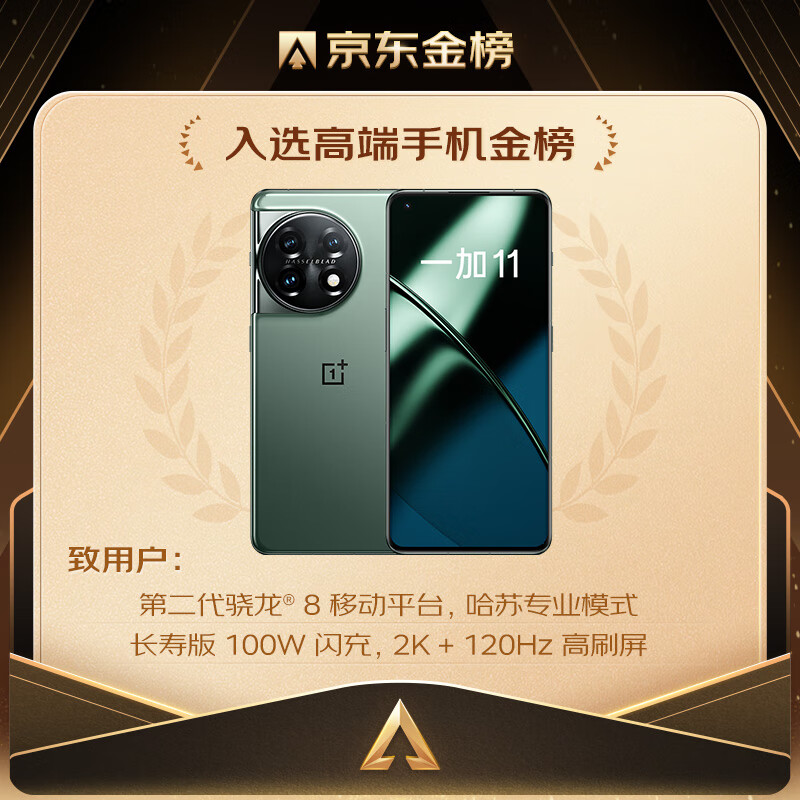 京东金榜
入选高端手机金榜
HASSELBLAD
一加 11
1+
致用户：
第二代骁龙® 8 移动平台，哈苏专业模式
长寿版 100W 闪充，2K + 120Hz 高刷屏